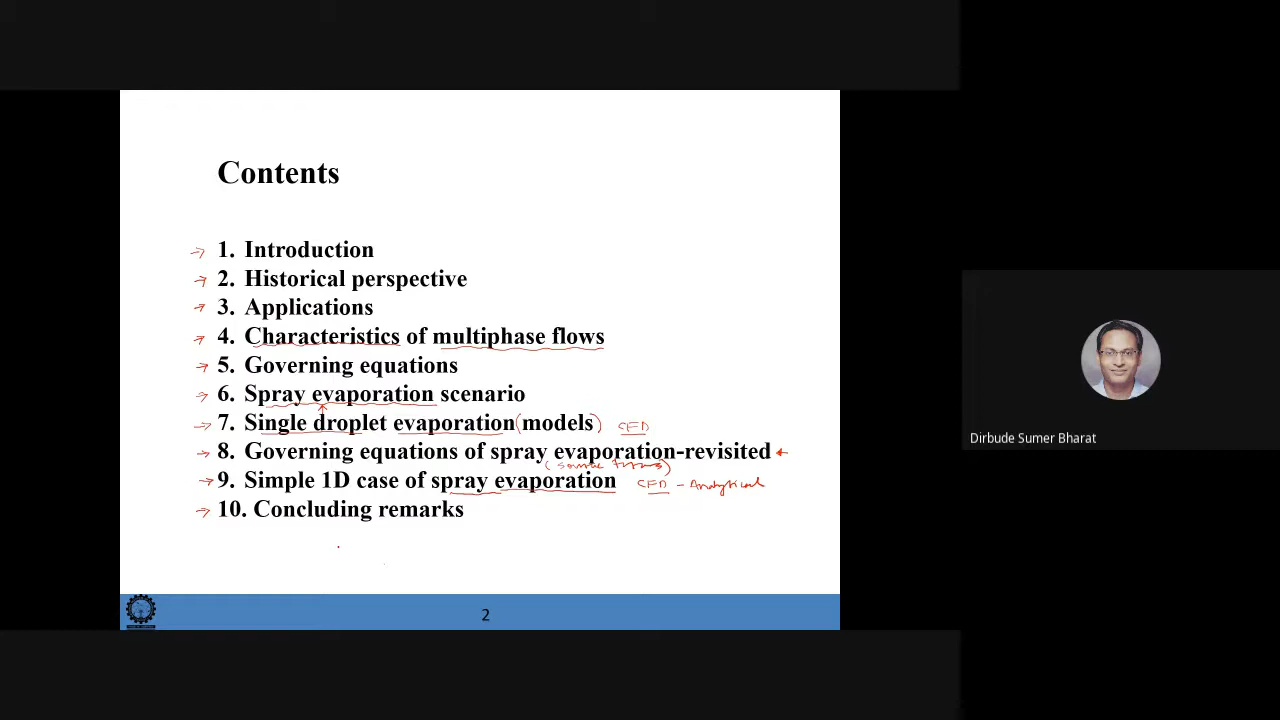 Contents
1. Introduction
2. Historical perspective
3. Applications
4. Characteristics of multiphase flows
5. Governing equations
6. Spray evaporation scenario
7. Single droplet evaporation (models) CFD
8. Governing equations of spray evaporation-revisited
(source terms)
9. Simple 1D case of spray evaporation CFD - Analytical
10. Concluding remarks
2
Dirbude Sumer Bharat